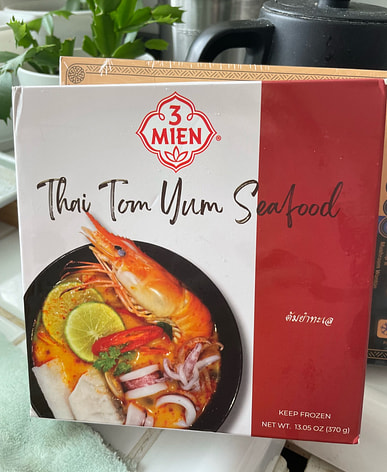 3
MIEN®
Thai Tom Yum Seafood
ต้มยำทะเล
KEEP FROZEN
NET WT. 13.05 OZ (370 g)